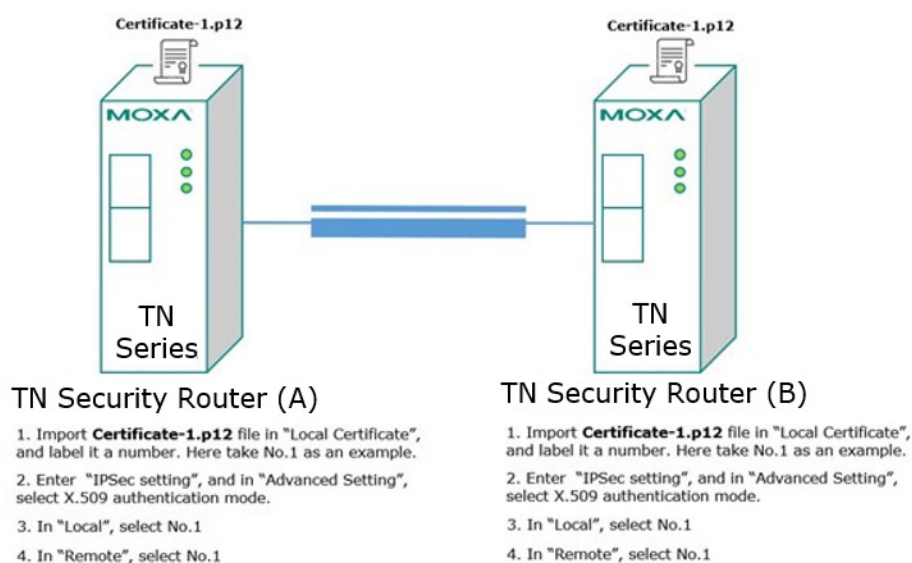 Certificate-1.p12
MOXA
TN
Series
TN Security Router (A)
1. Import Certificate-1.p12 file in "Local Certificate",
and label it a number. Here take No.1 as an example.
2. Enter "IPSec setting", and in "Advanced Setting",
select X.509 authentication mode.
3. In "Local", select No.1
4. In "Remote", select No.1
Certificate-1.p12
MOXA
TN
Series
TN Security Router (B)
1. Import Certificate-1.p12 file in "Local Certificate",
and label it a number. Here take No.1 as an example.
2. Enter "IPSec setting", and in "Advanced Setting",
select X.509 authentication mode.
3. In "Local", select No.1
4. In "Remote", select No.1